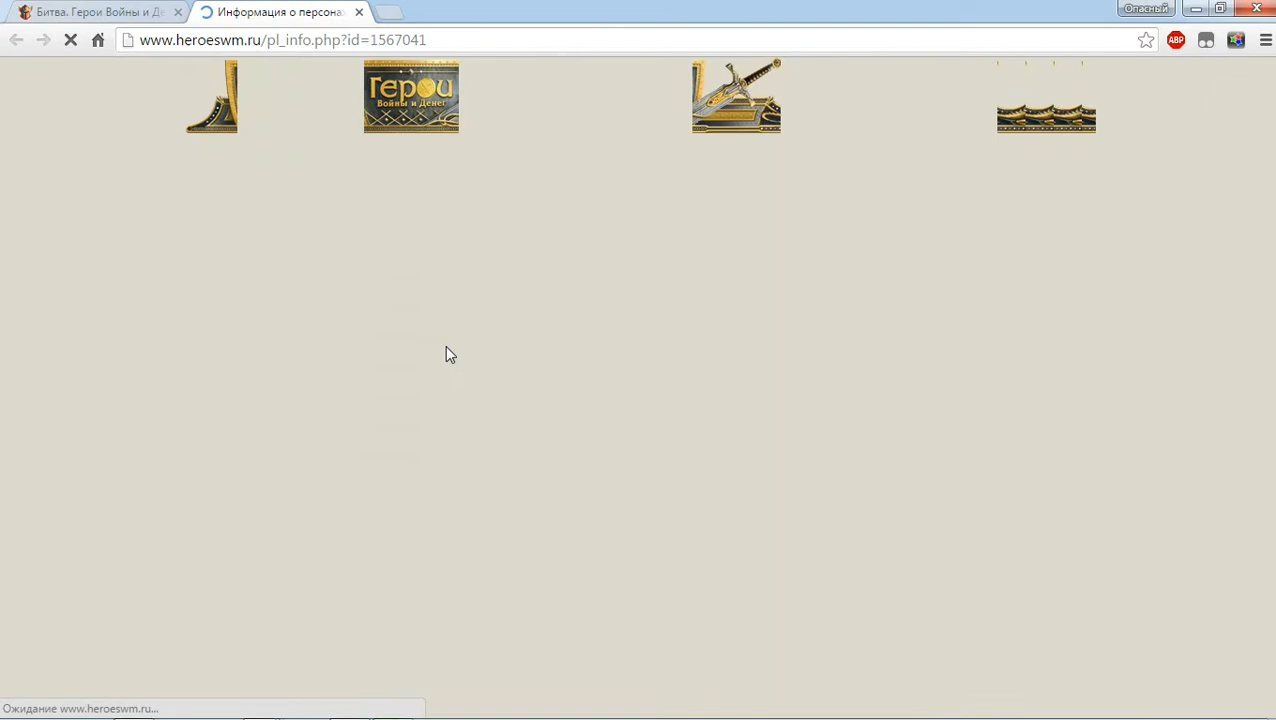 Битва. Герои Войны и Де
Информация о персона
Опасный
www.heroeswm.ru/pl_info.php?id=1567041
ABP
Герои
Войны и Денег
Ожидание www.heroeswm.ru...